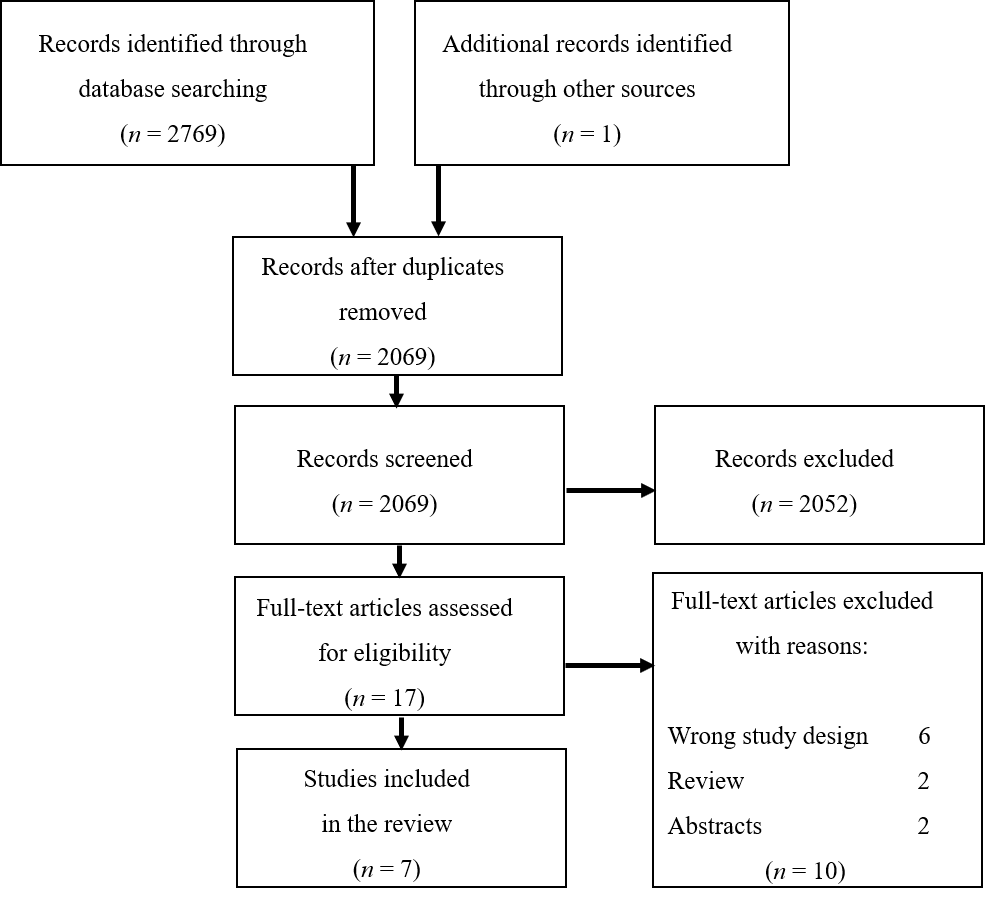 Records identified through
database searching
(n = 2769)
Additional records identified
through other sources
(n = 1)
Records after duplicates
removed
(n = 2069)
Records screened
(n = 2069)
Records excluded
(n = 2052)
Full-text articles assessed
for eligibility
(n = 17)
Full-text articles excluded
with reasons:
Wrong study design 6
Review 2
Abstracts 2
(n = 10)
Studies included
in the review
(n = 7)